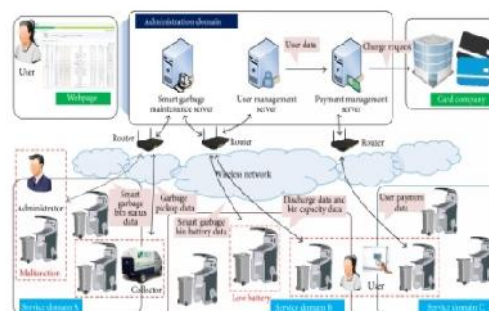 Administration domain
User
Webpage
Smart garbage
maintenance server
User management
server
User data
Payment management
server
Charge request
Card company
Router
Router
Router
Wireless network
Administrator
Malfunction
Smart
garbage
bin status
data
Garbage
pickup data
Collector
Smart garbage
bin battery data
Low battery
Discharge data and
bin capacity data
User
User payment
data
Service domain A
Service domain B
Service domain C